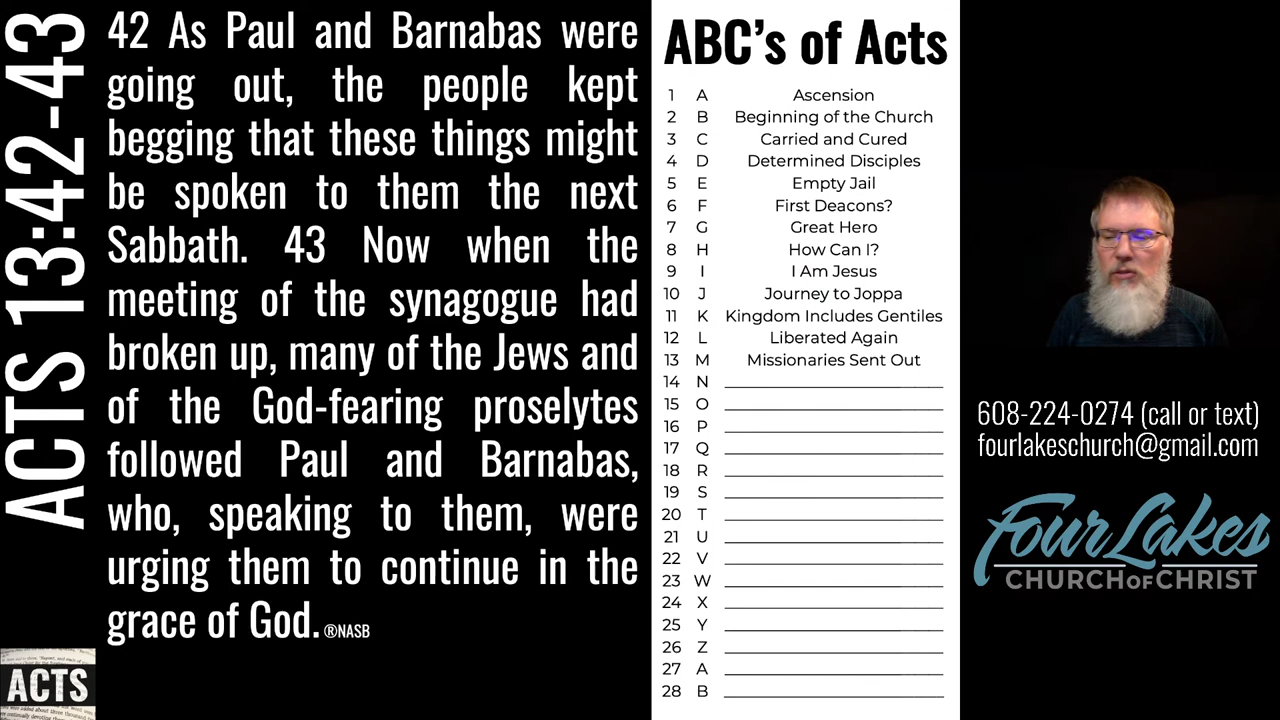 ACTS 13:42-43
42 As Paul and Barnabas were
going out, the people kept
begging that these things might
be spoken to them the next
Sabbath. 43 Now when the
meeting of the synagogue had
broken up, many of the Jews and
of the God-fearing proselytes
followed Paul and Barnabas,
who, speaking to them, were
urging them to continue in the
grace of God. ®NASB
ACTS
ABC's of Acts
1 A Ascension
2 B Beginning of the Church
3 C Carried and Cured
4 D Determined Disciples
5 E Empty Jail
6 F First Deacons?
7 G Great Hero
8 H How Can I?
9 I I Am Jesus
10 J Journey to Joppa
11 K Kingdom Includes Gentiles
12 L Liberated Again
13 M Missionaries Sent Out
14 N
15 O
16 P
17 Q
18 R
19 S
20 T
21 U
22 V
23 W
24 X
25 Y
26 Z
27 A
28 B
608-224-0274 (call or text)
fourlakeschurch@gmail.com
Four Lakes
CHURCH OF CHRIST